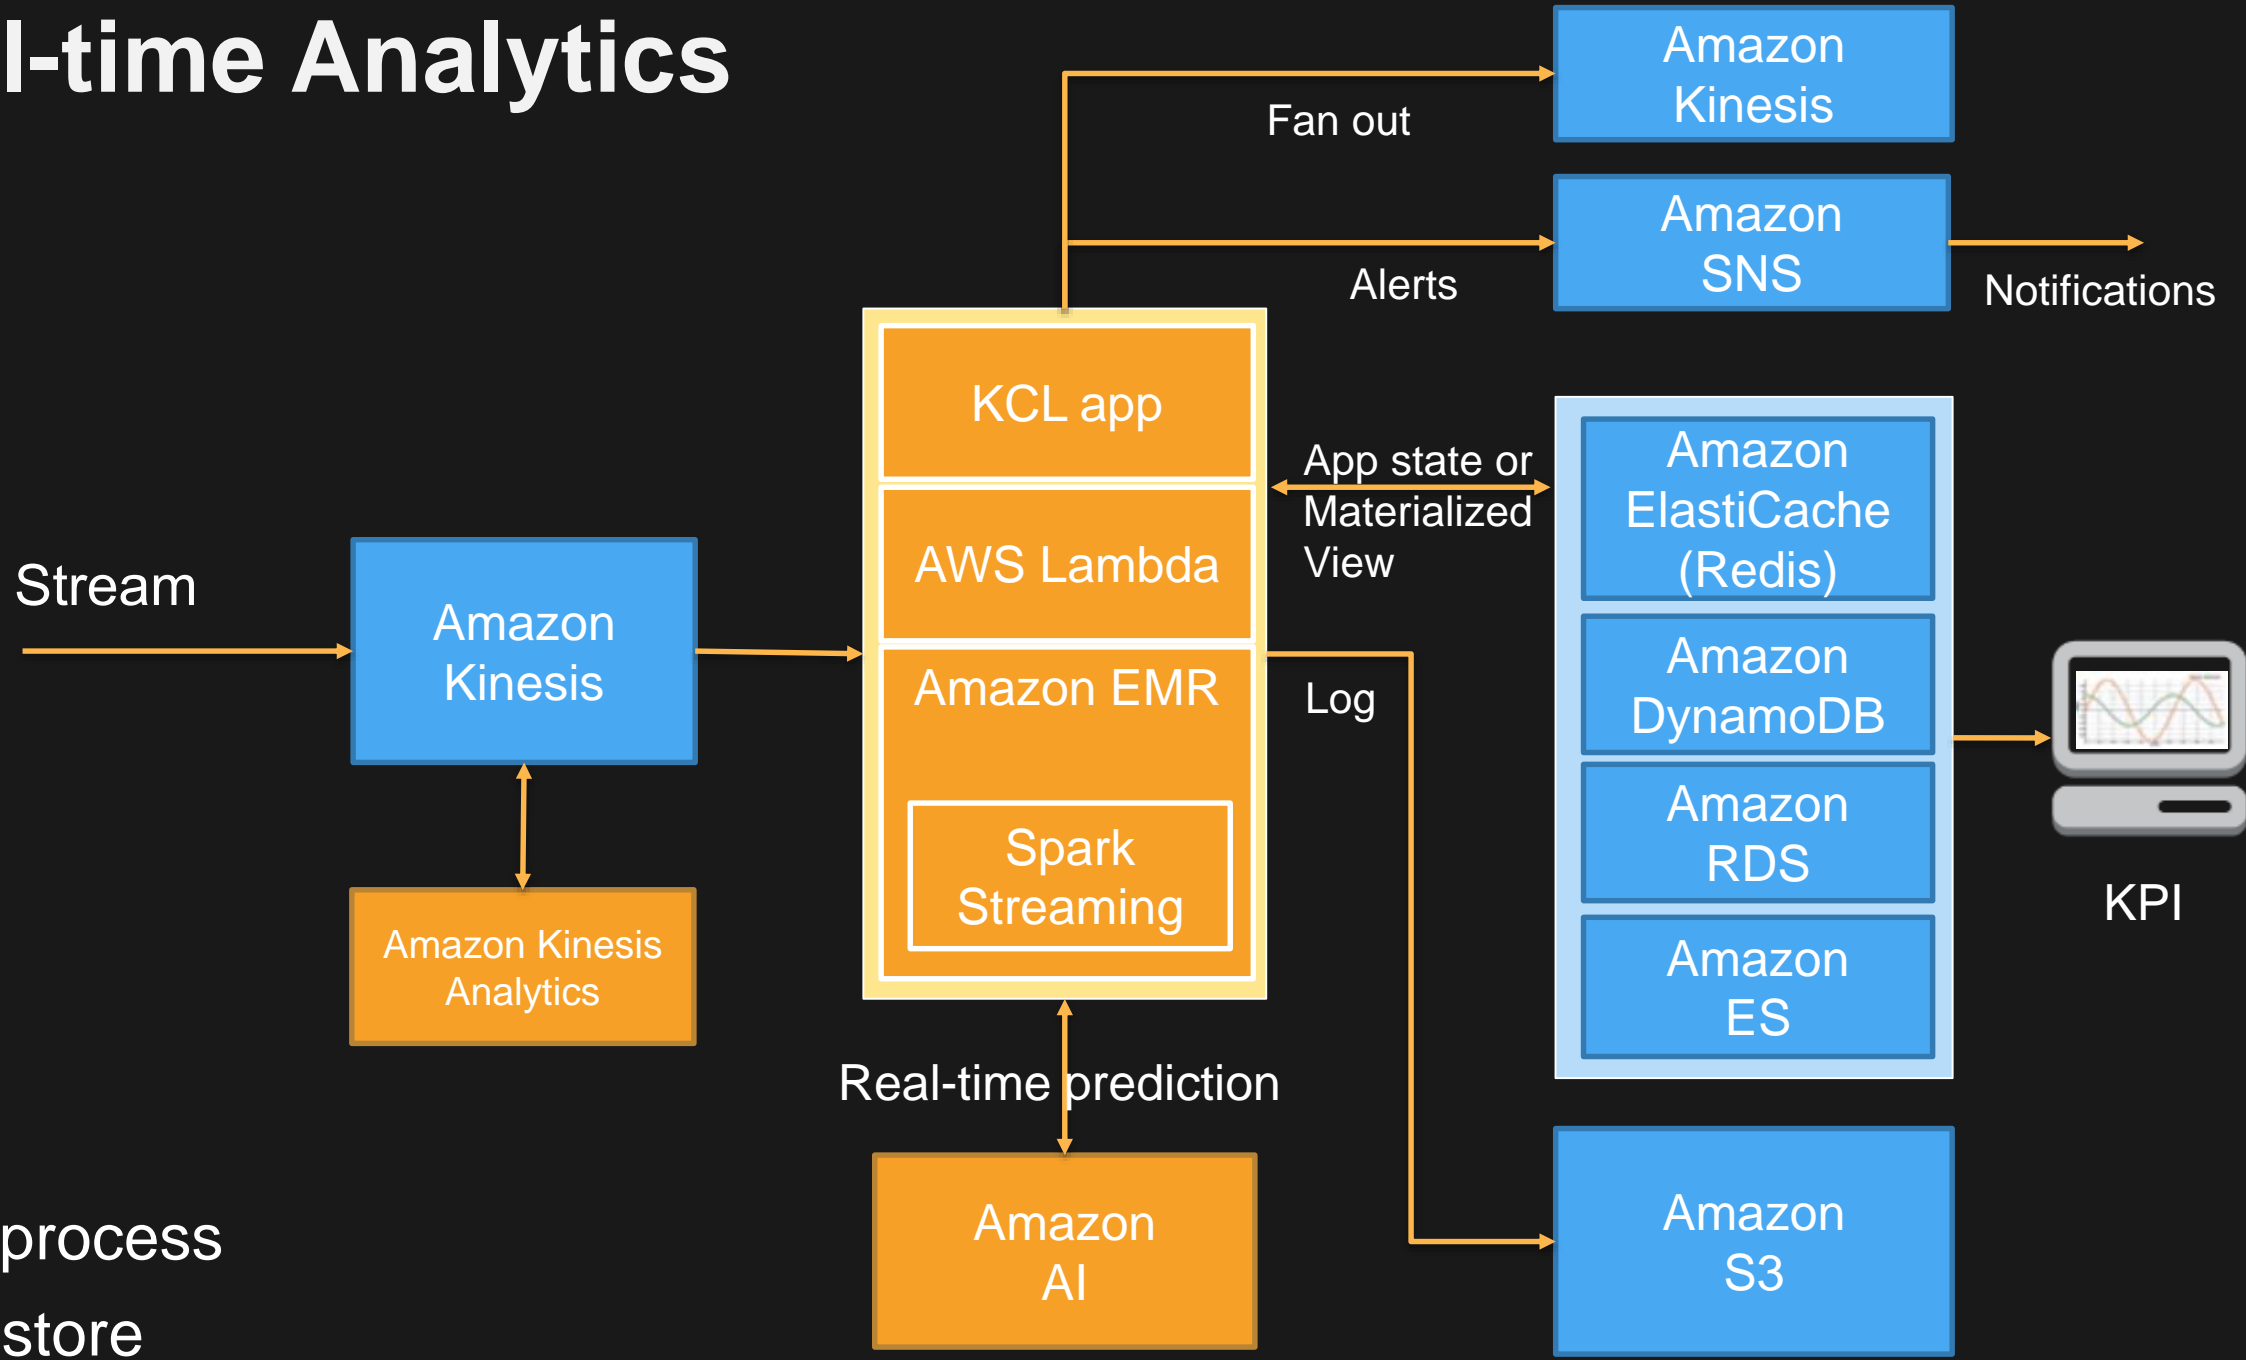 l-time Analytics
Amazon
Kinesis
Fan out
Amazon
SNS
Alerts
Notifications
KCL app
AWS Lambda
Amazon EMR
Spark
Streaming
App state or
Materialized
View
Amazon
ElastiCache
(Redis)
Amazon
DynamoDB
Amazon
RDS
Amazon
ES
Stream
Amazon
Kinesis
Log
KPI
Amazon Kinesis
Analytics
Real-time prediction
Amazon
AI
Amazon
S3
process
store